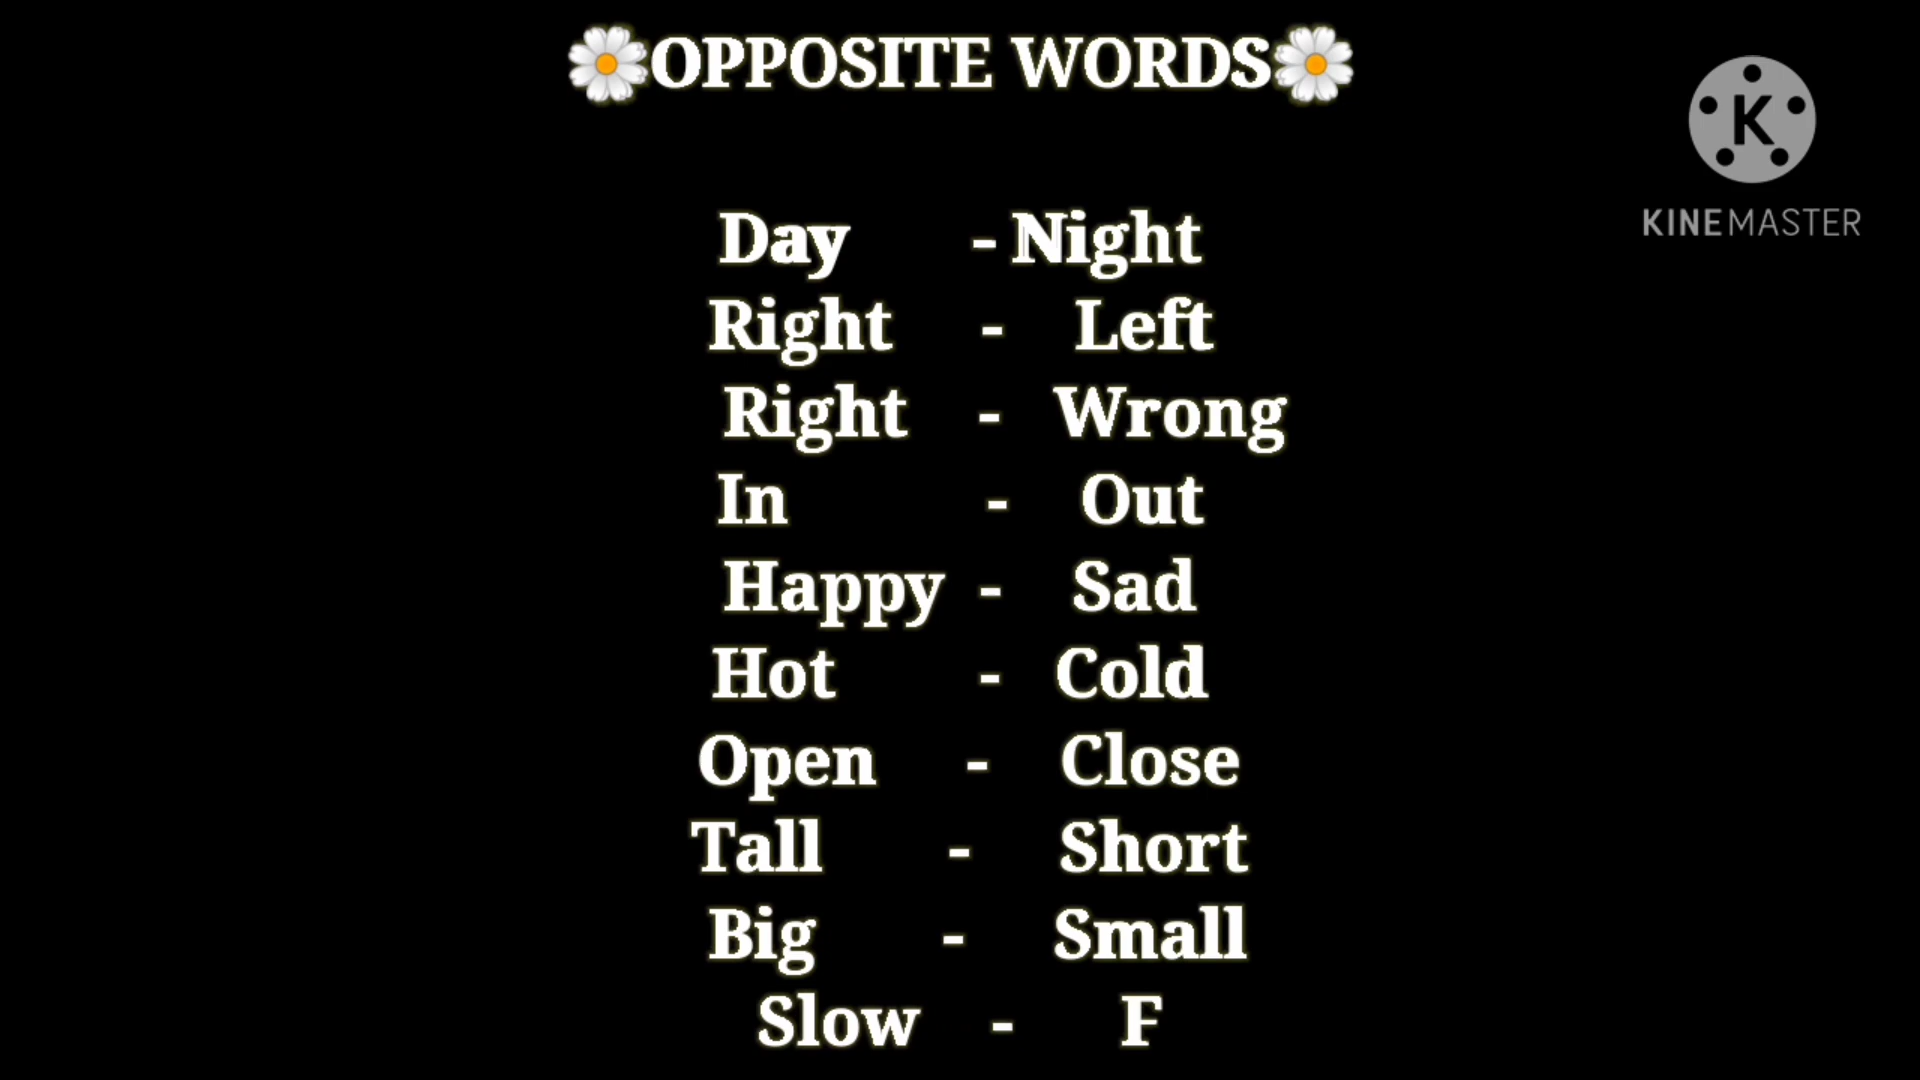 🌼OPPOSITE WORDS🌼
KINEMASTER
Day - Night
Right - Left
Right - Wrong
In - Out
Happy - Sad
Hot - Cold
Open - Close
Tall - Short
Big - Small
Slow - F